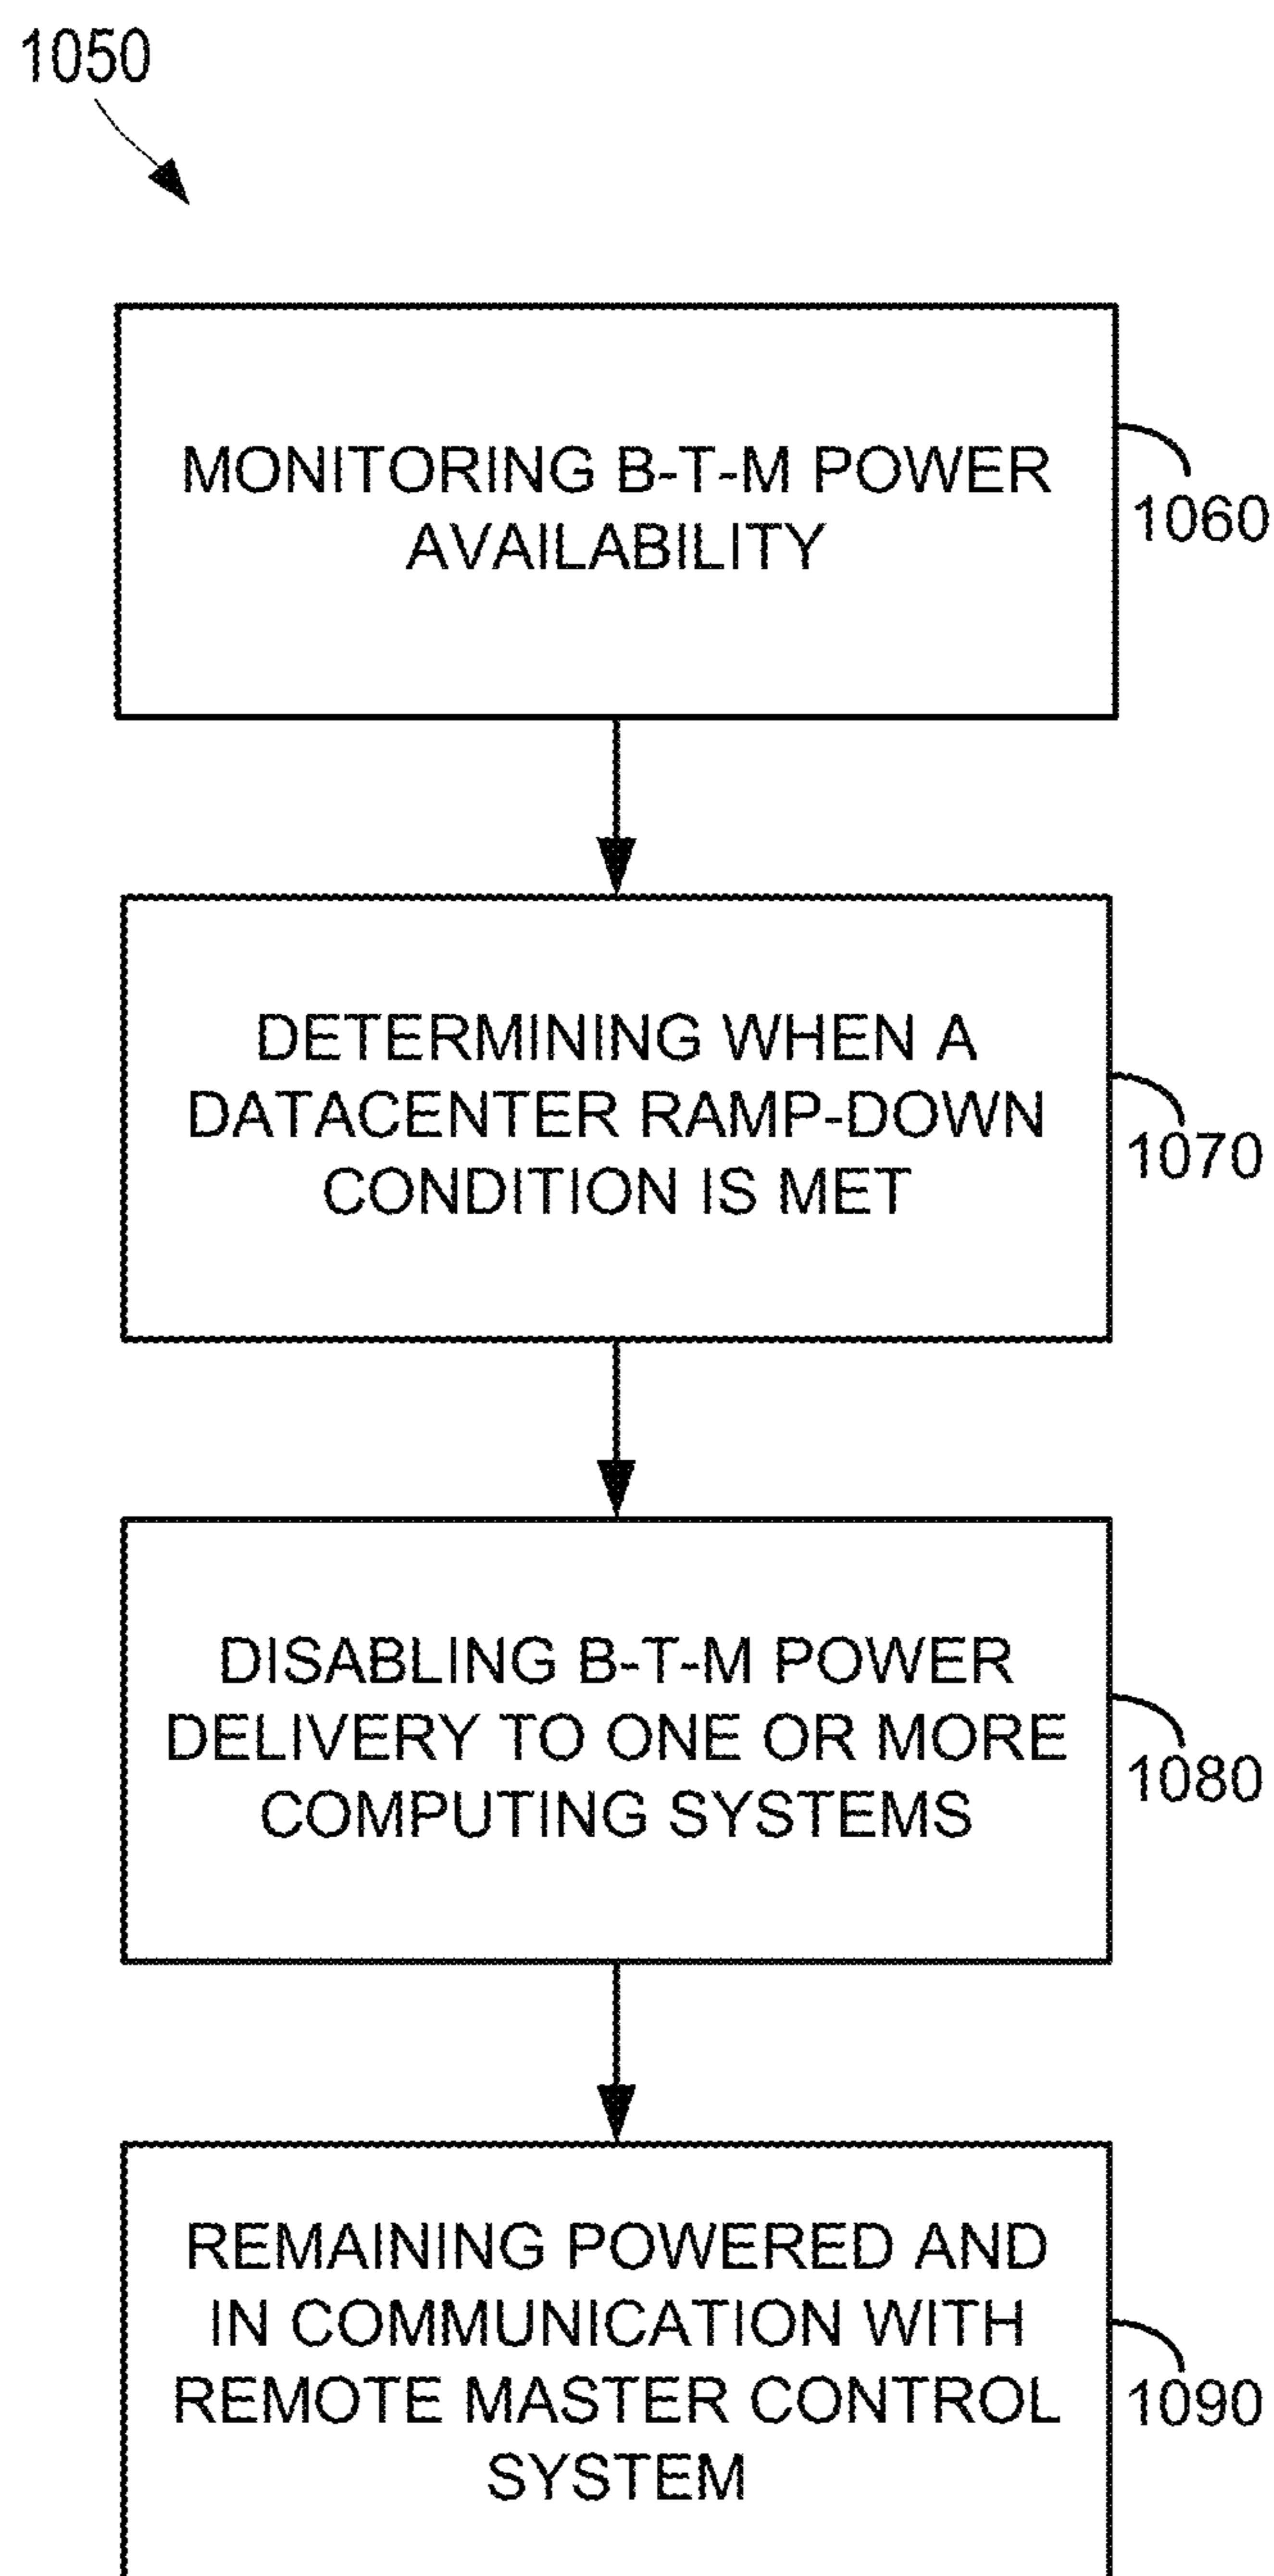 1050
MONITORING B-T-M POWER
AVAILABILITY
1060
DETERMINING WHEN A
DATACENTER RAMP-DOWN
CONDITION IS MET
1070
DISABLING B-T-M POWER
DELIVERY TO ONE OR MORE
COMPUTING SYSTEMS
1080
REMAINING POWERED AND
IN COMMUNICATION WITH
REMOTE MASTER CONTROL
SYSTEM
1090